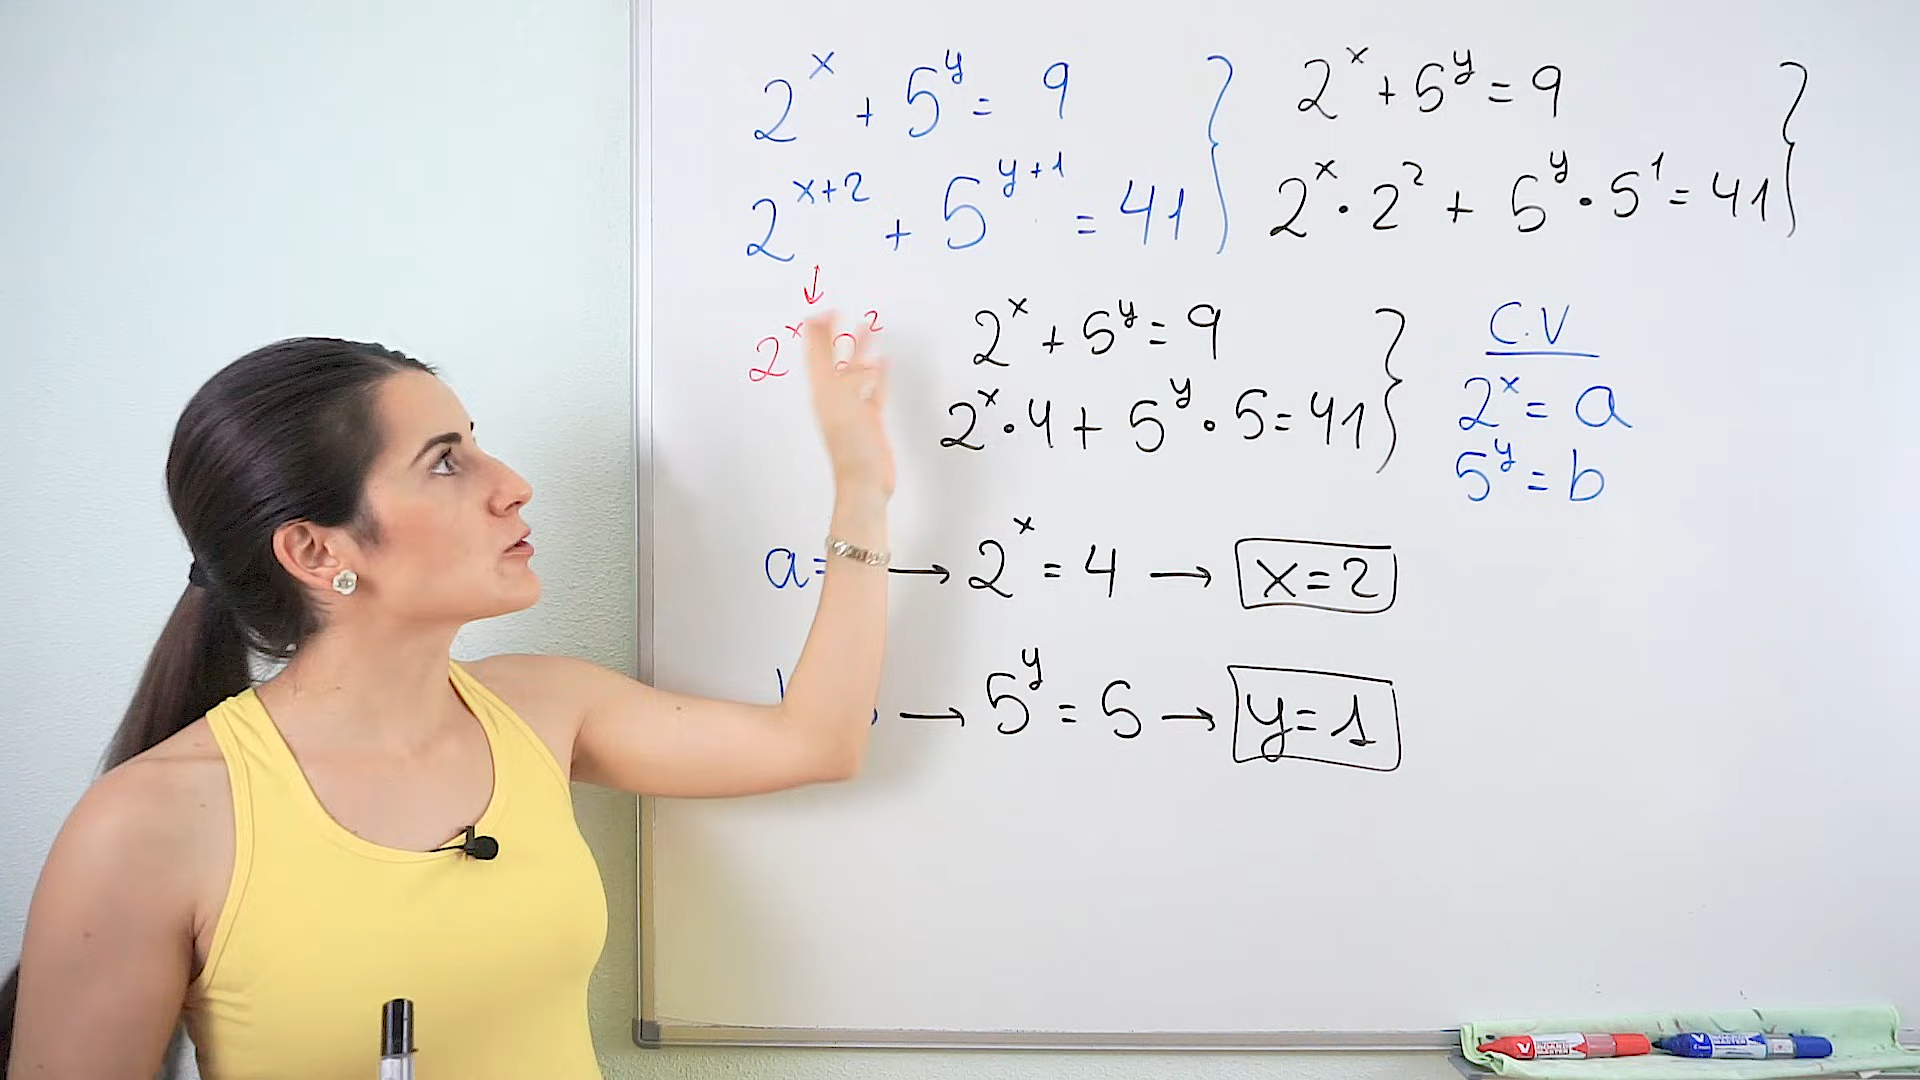 2^x + 5^y = 9
2^(x+2) + 5^(y+1) = 41
2^x + 5^y = 9
2^x · 2^2 + 5^y · 5^1 = 41
↓
2^x 2^2
2^x + 5^y = 9
2^x · 4 + 5^y · 5 = 41
C.V
2^x = a
5^y = b
a= → 2^x = 4 → x=2
→ 5^y = 5 → y=1